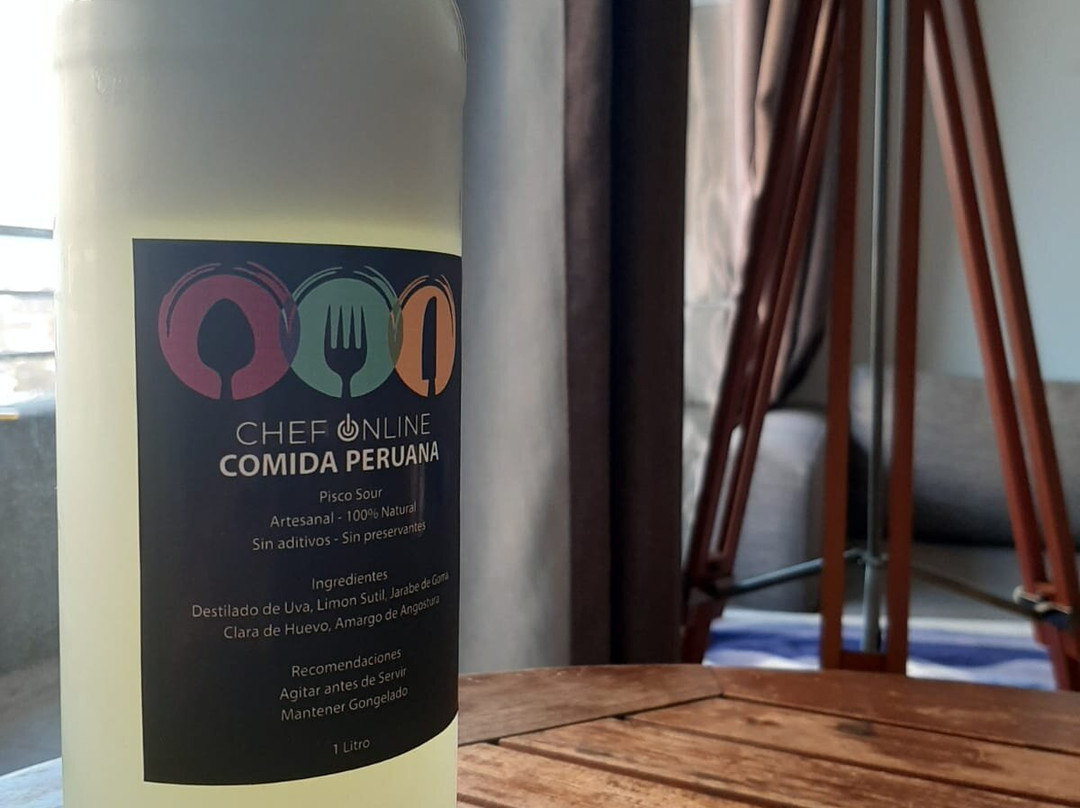 CHEF ONLINE
COMIDA PERUANA
Pisco Sour
Artesanal - 100% Natural
Sin aditivos - Sin preservantes
Ingredientes
Destilado de Uva, Limon Sutil, Jarabe de Goma
Clara de Huevo, Amargo de Angostura
Recomendaciones
Agitar antes de Servir
Mantener Gongelado
1 Litro